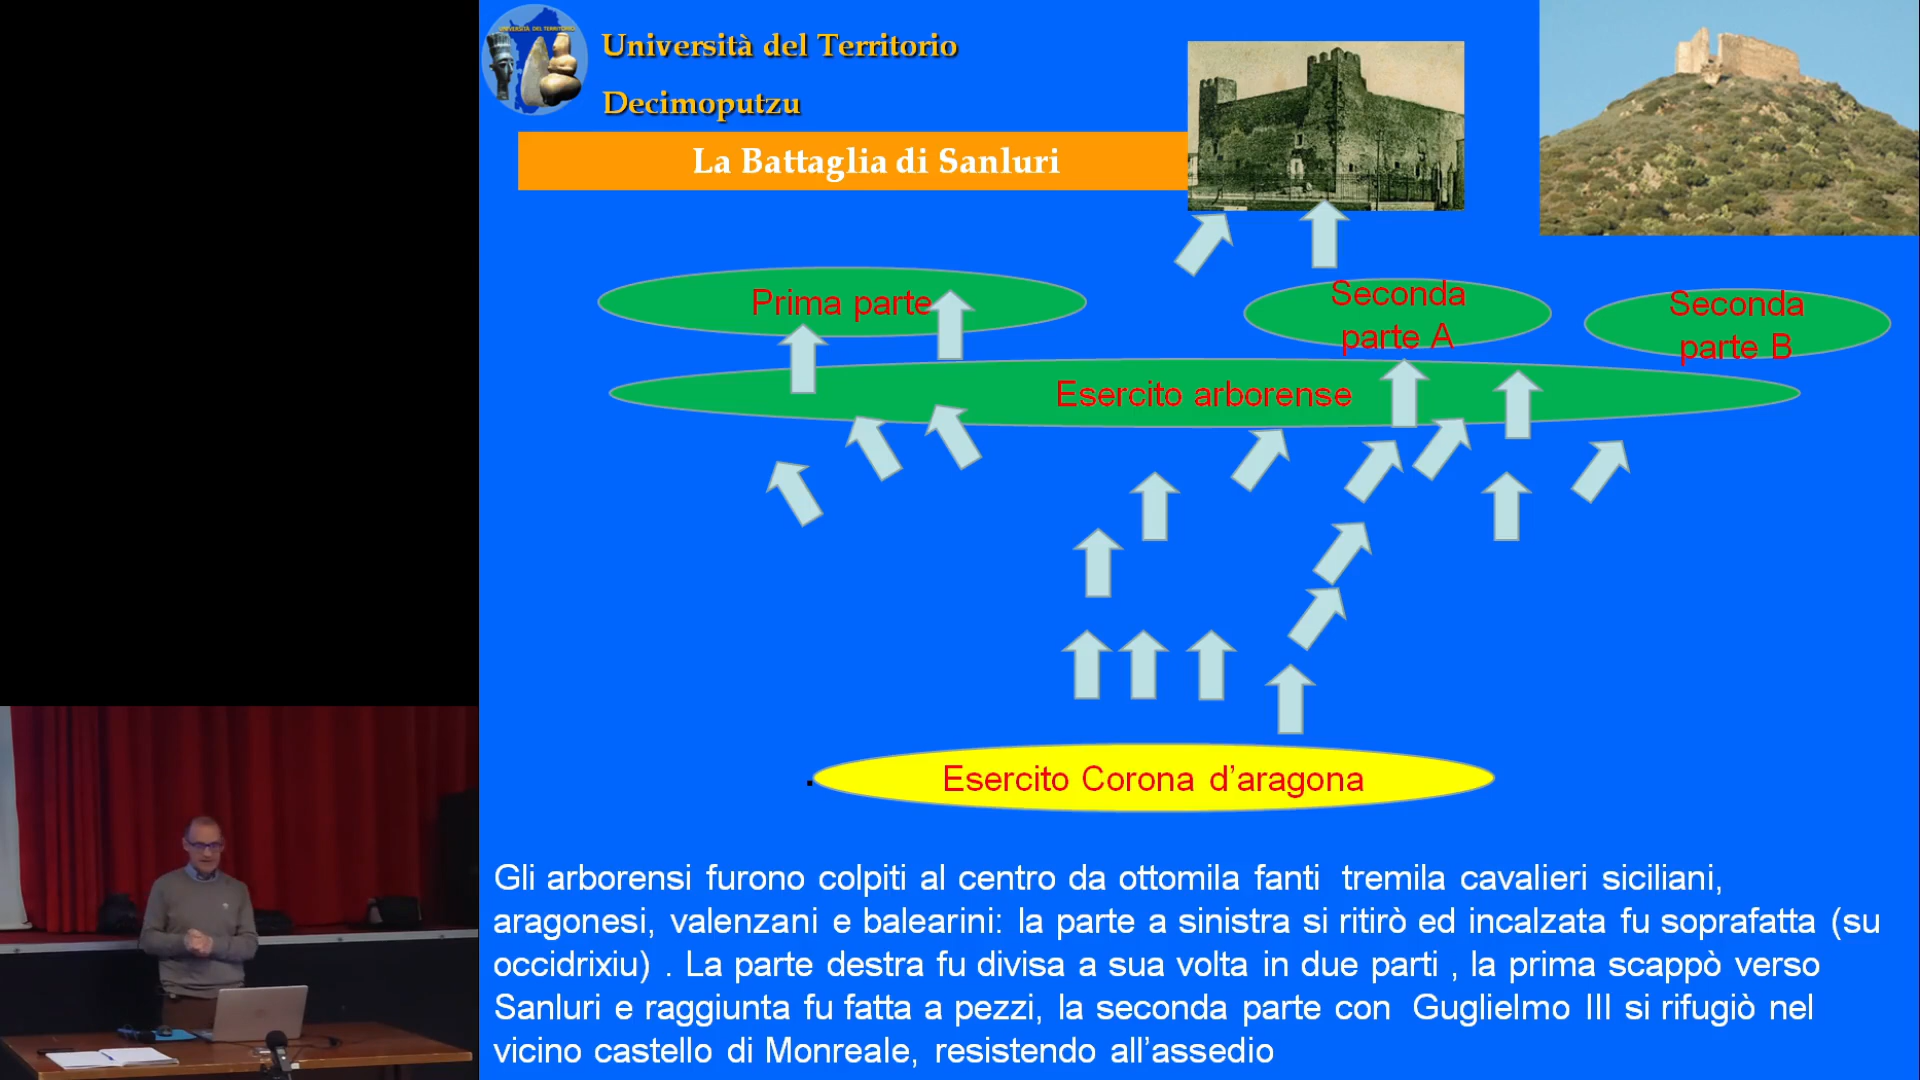 UNIVERSITÀ DEL TERRITORIO
Università del Territorio
Decimoputzu
La Battaglia di Sanluri
Prima parte
Seconda
parte A
Seconda
parte B
Esercito arborense
Esercito Corona d’aragona
Gli arborensi furono colpiti al centro da ottomila fanti tremila cavalieri siciliani,
aragonesi, valenzani e balearini: la parte a sinistra si ritirò ed incalzata fu soprafatta (su
occidrixiu) . La parte destra fu divisa a sua volta in due parti , la prima scappò verso
Sanluri e raggiunta fu fatta a pezzi, la seconda parte con Guglielmo III si rifugiò nel
vicino castello di Monreale, resistendo all’assedio